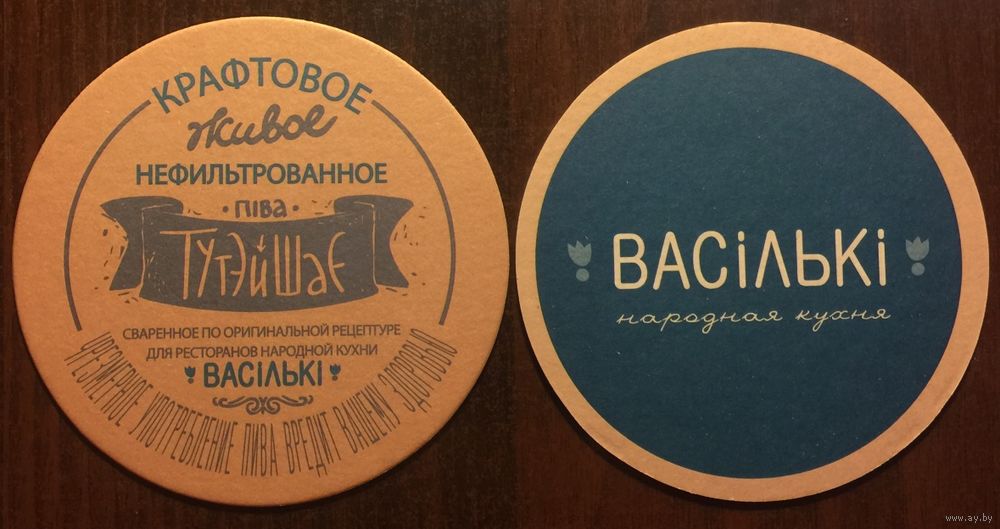 КРАФТОВОЕ
живое
НЕФИЛЬТРОВАННОЕ
• піва •
ТУТЭЙШАЕ
СВАРЕННОЕ ПО ОРИГИНАЛЬНОЙ РЕЦЕПТУРЕ
ДЛЯ РЕСТОРАНОВ НАРОДНОЙ КУХНИ
ВАСІЛЬКІ
ЧРЕЗМЕРНОЕ УПОТРЕБЛЕНИЕ ПИВА ВРЕДИТ ВАШЕМУ ЗДОРОВЬЮ
ВАСІЛЬКІ
народная кухня
www.ay.by